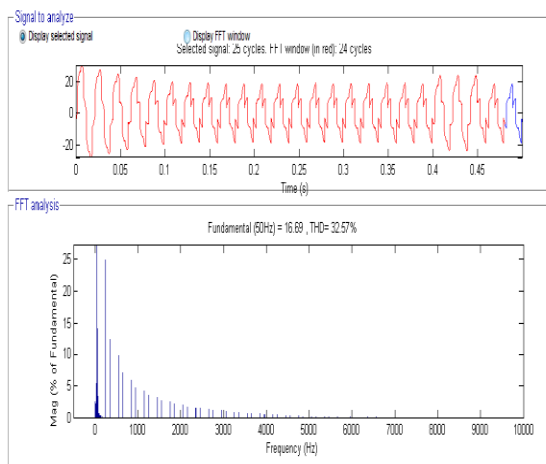 Signal to analyze
Display selected signal Display FFT window
Selected signal: 25 cycles. FFT window (in red): 24 cycles
20
0
-20
0 0.05 0.1 0.15 0.2 0.25 0.3 0.35 0.4 0.45
Time (s)
FFT analysis
Fundamental (50Hz) = 16.69 , THD= 32.57%
25
20
15
10
5
0
Mag (% of Fundamental)
0 1000 2000 3000 4000 5000 6000 7000 8000 9000 10000
Frequency (Hz)